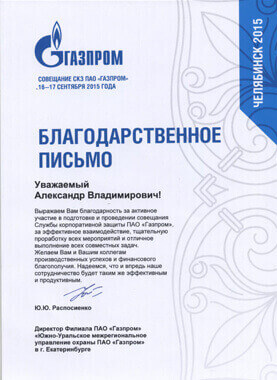 ГАЗПРОМ
СОВЕЩАНИЕ СКЗ ПАО «ГАЗПРОМ»
16–17 СЕНТЯБРЯ 2015 ГОДА
ЧЕЛЯБИНСК 2015
БЛАГОДАРСТВЕННОЕ
ПИСЬМО
Уважаемый
Александр Владимирович!
Выражаем Вам благодарность за активное
участие в подготовке и проведении совещания
Службы корпоративной защиты ПАО «Газпром»,
за эффективное взаимодействие, тщательную
проработку всех мероприятий и отличное
выполнение всех совместных задач.
Желаем Вам и Вашим коллегам
производственных успехов и финансового
благополучия. Надеемся, что и впредь наше
сотрудничество будет таким же эффективным
и продуктивным.
Ю.Ю. Распосиенко
Директор Филиала ПАО «Газпром»
«Южно-Уральское межрегиональное
управление охраны ПАО «Газпром»
в г. Екатеринбурге